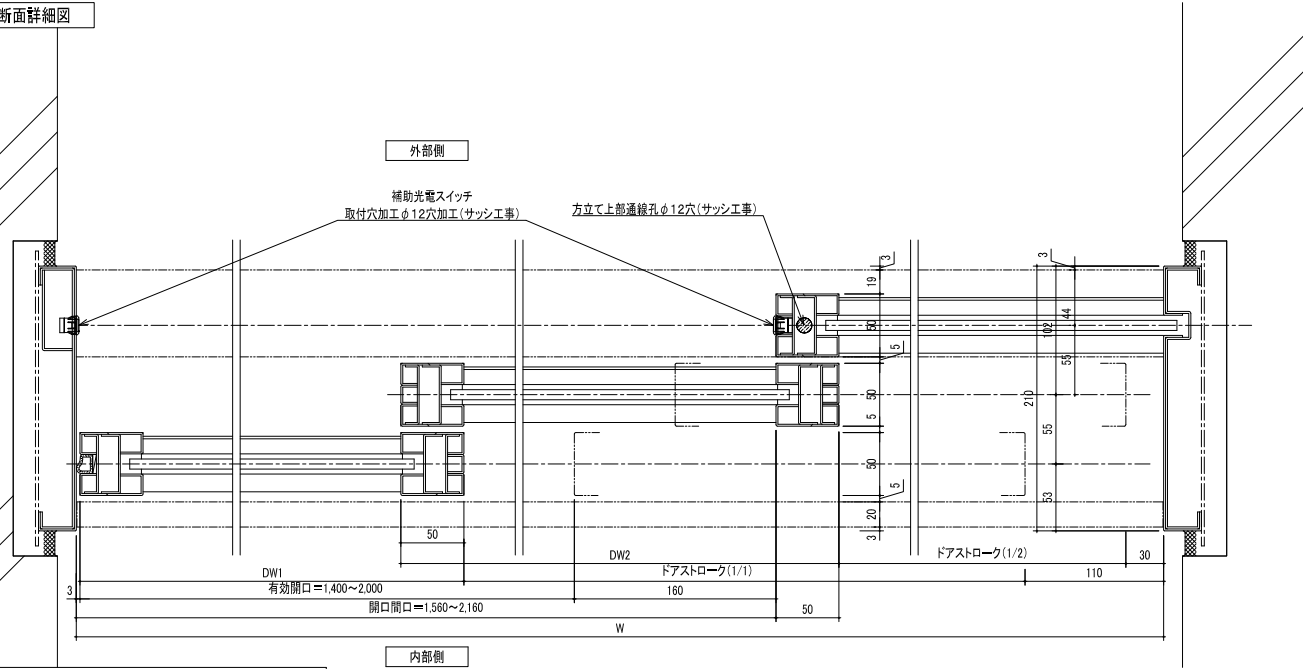 断面詳細図
外部側
補助光電スイッチ
取付穴加工φ12穴加工(サッシ工事)
方立て上部通線孔φ12穴(サッシ工事)
3
19
50
5
50
5
50
5
20
3
3
44
102
55
210
55
53
50
DW2
ドアストローク(1/2)
30
DW1
ドアストローク(1/1)
110
3
有効開口=1,400~2,000
160
開口間口=1,560~2,160
50
W
内部側